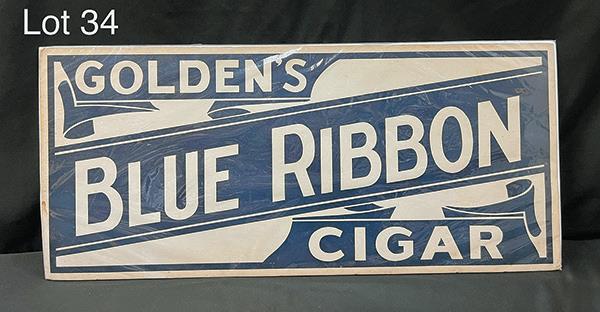 Lot 34
GOLDEN'S
BLUE RIBBON
CIGAR